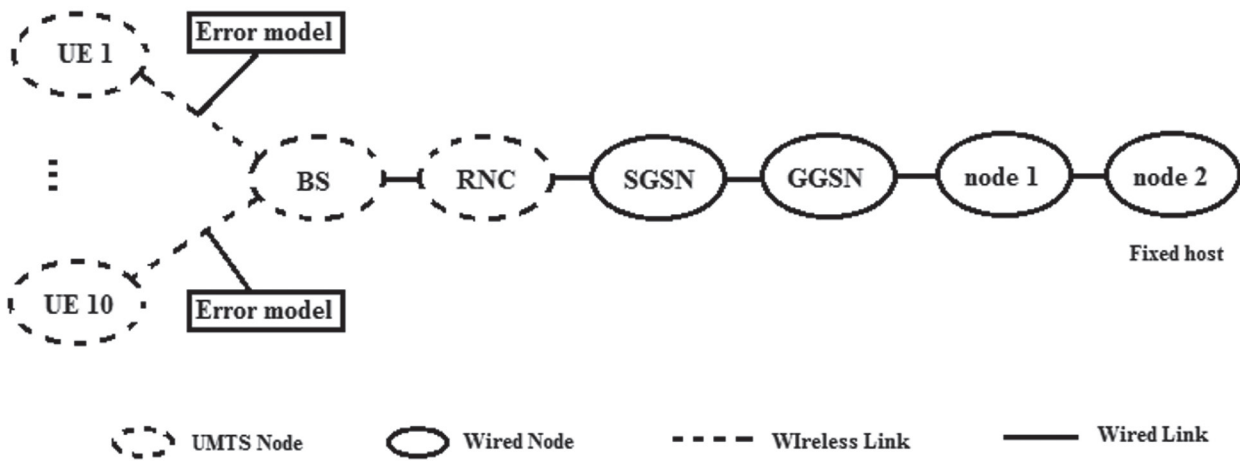 UE 1
Error model
BS
RNC
SGSN
GGSN
node 1
node 2
Fixed host
UE 10
Error model
UMTS Node
Wired Node
WIreless Link
Wired Link